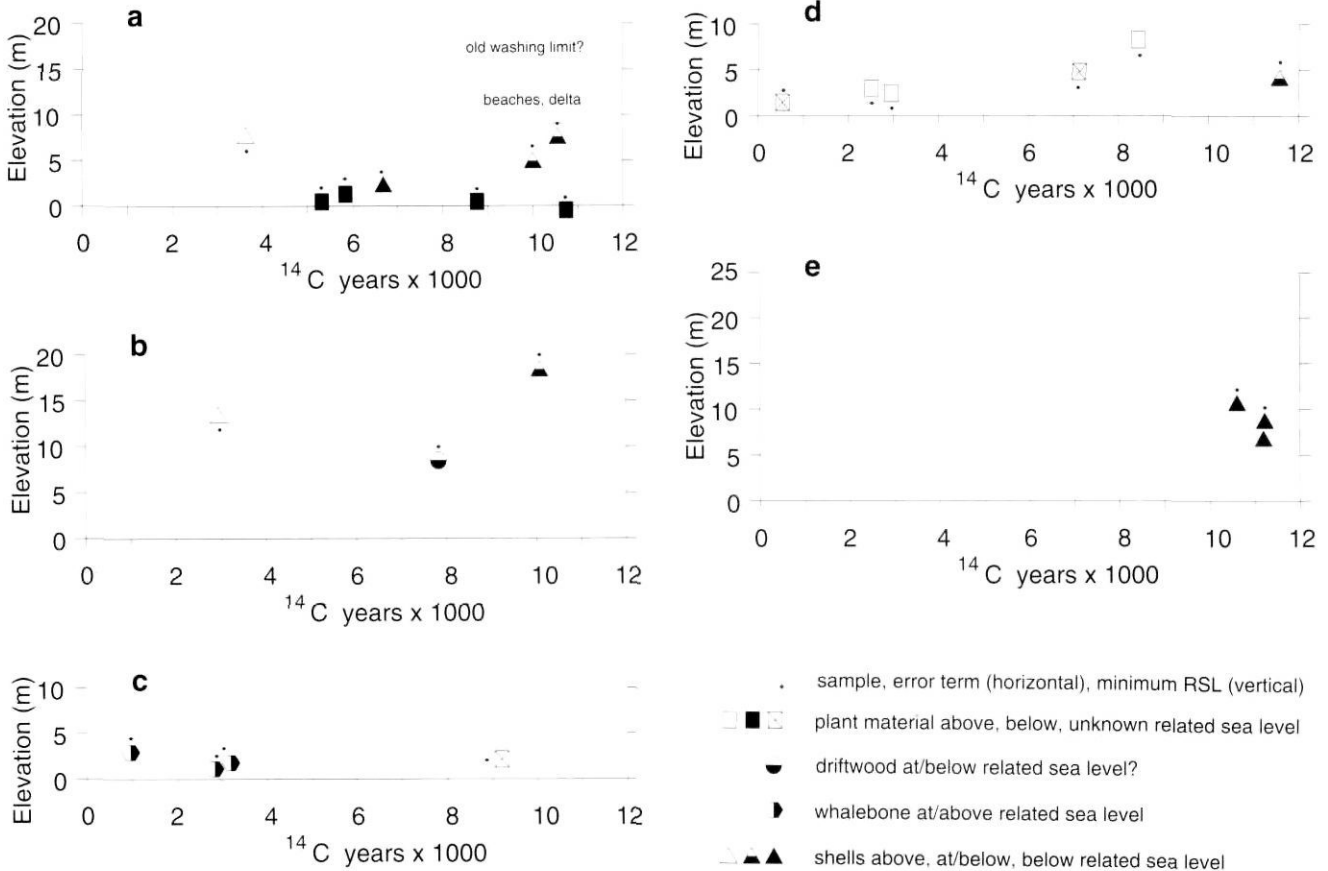 a
20
15
10
5
0
Elevation (m)
old washing limit?
beaches, delta
0 2 4 6 8 10 12
14 C years x 1000
b
20
15
10
5
0
Elevation (m)
0 2 4 6 8 10 12
14 C years x 1000
c
10
5
0
Elevation (m)
0 2 4 6 8 10 12
14 C years x 1000
d
10
5
0
Elevation (m)
0 2 4 6 8 10 12
14 C years x 1000
e
25
20
15
10
5
0
Elevation (m)
0 2 4 6 8 10 12
14 C years x 1000
sample, error term (horizontal), minimum RSL (vertical)
plant material above, below, unknown related sea level
driftwood at/below related sea level?
whalebone at/above related sea level
shells above, at/below, below related sea level